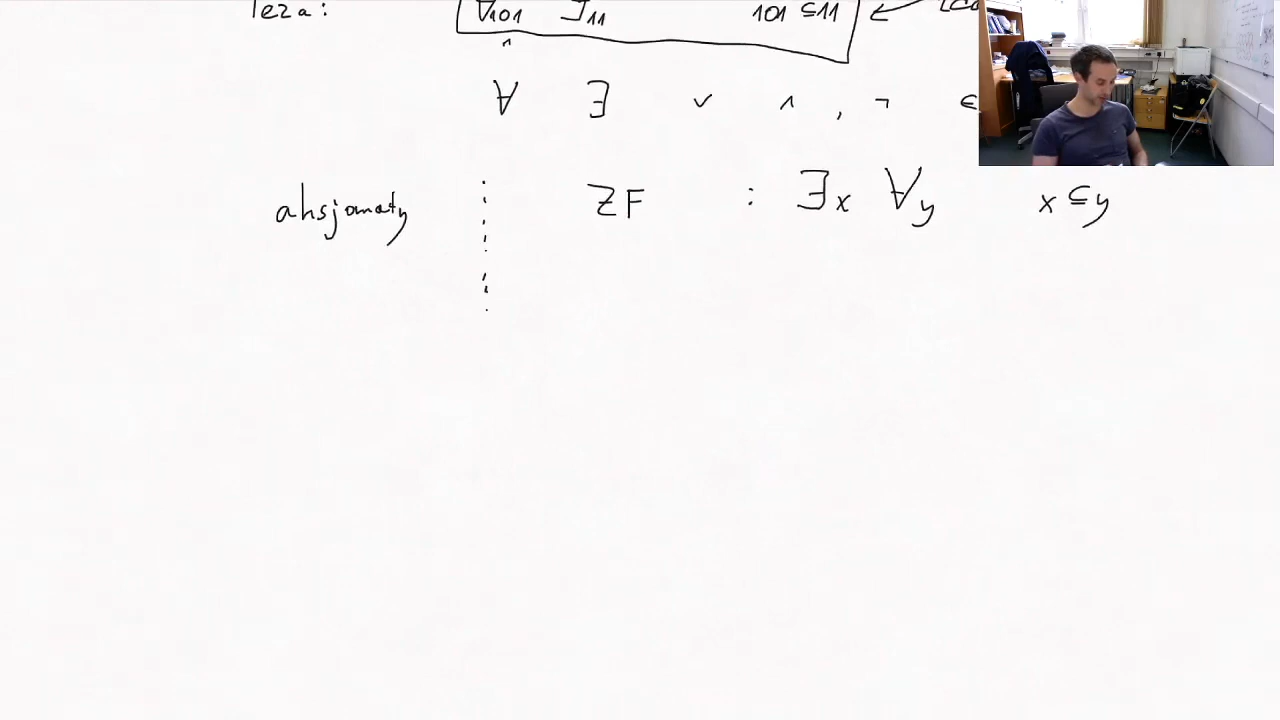 Teza: ∀101 ∃11 101 ⊆ 11
∀ ∃ ∨ ∧ , ¬ ∈
aksjomaty ZF : ∃x ∀y x ⊆ y